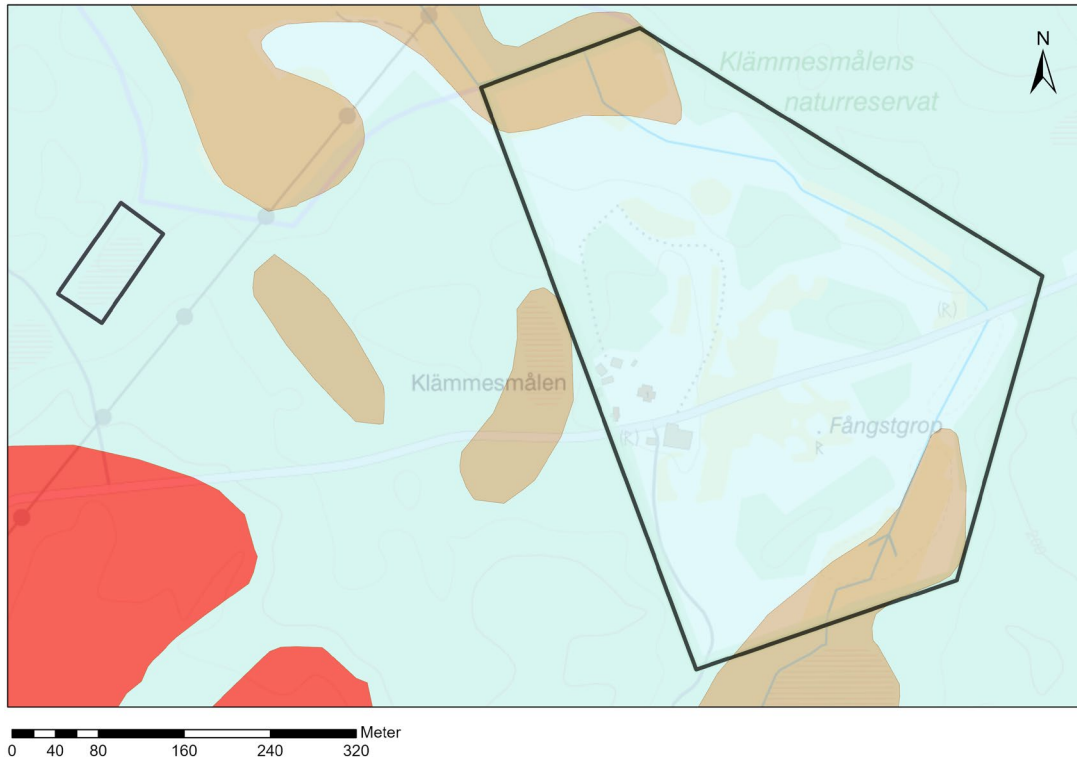 N
Klämmesmålens
naturreservat
(R)
Klämmesmålen
Fångstgrop
(R)
R
Meter
0 40 80 160 240 320